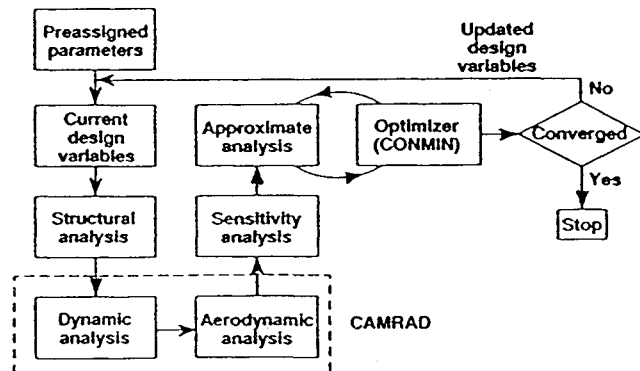 Preassigned
parameters
Updated
design
variables
No
Current
design
variables
Approximate
analysis
Optimizer
(CONMIN)
Converged
Yes
Structural
analysis
Sensitivity
analysis
Stop
Dynamic
analysis
Aerodynamic
analysis
CAMRAD